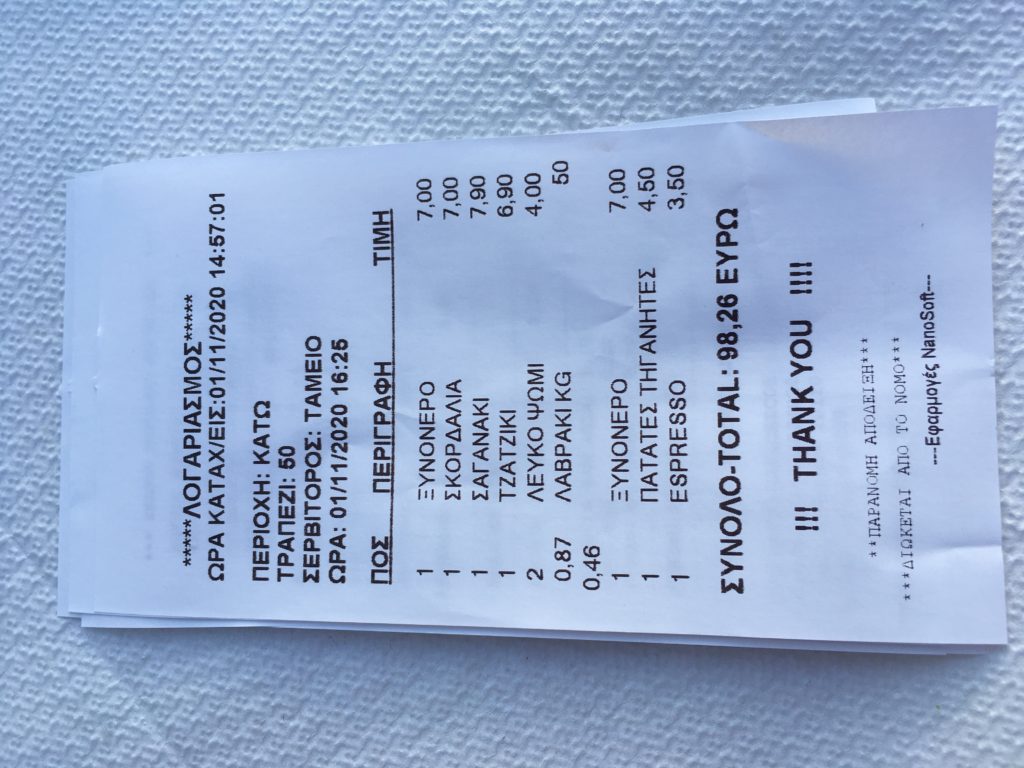 *****ΛΟΓΑΡΙΑΣΜΟΣ*****
ΩΡΑ ΚΑΤΑΧ/ΕΙΣ:01/11/2020 14:57:01
ΠΕΡΙΟΧΗ: ΚΑΤΩ
ΤΡΑΠΕΖΙ: 50
ΣΕΡΒΙΤΟΡΟΣ: ΤΑΜΕΙΟ
ΩΡΑ: 01/11/2020 16:25
ΠΟΣ ΠΕΡΙΓΡΑΦΗ ΤΙΜΗ
1 ΞΥΝΟΝΕΡΟ 7,00
1 ΣΚΟΡΔΑΛΙΑ 7,00
1 ΣΑΓΑΝΑΚΙ 7,90
1 ΤΖΑΤΖΙΚΙ 6,90
2 ΛΕΥΚΟ ΨΩΜΙ 4,00
0,87 ΛΑΒΡΑΚΙ KG 50
0,46
1 ΞΥΝΟΝΕΡΟ 7,00
1 ΠΑΤΑΤΕΣ ΤΗΓΑΝΗΤΕΣ 4,50
1 ESPRESSO 3,50
ΣΥΝΟΛΟ-TOTAL: 98,26 ΕΥΡΩ
!!! THANK YOU !!!!
**ΠΑΡΑΝΟΜΗ ΑΠΟΔΕΙΞΗ***
***ΔΙΩΚΕΤΑΙ ΑΠΟ ΤΟ ΝΟΜΟ***
---Εφαρμογές NanoSoft---